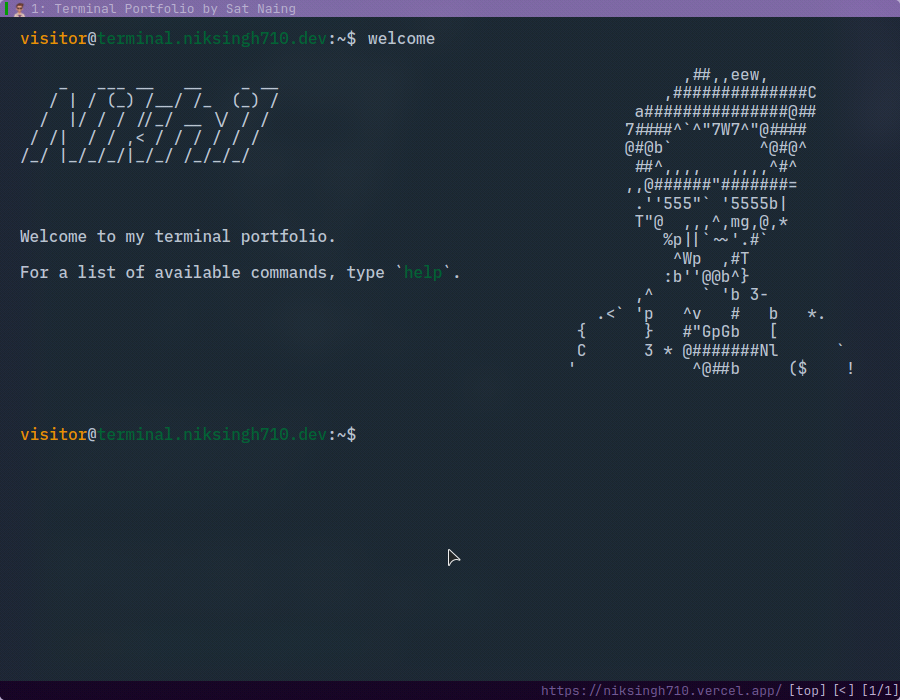 1: Terminal Portfolio by Sat Naing
visitor@terminal.niksingh710.dev:~$ welcome
Nikhil
Welcome to my terminal portfolio.
For a list of available commands, type `help`.
visitor@terminal.niksingh710.dev:~$
https://niksingh710.vercel.app/ [top] [<] [1/1]